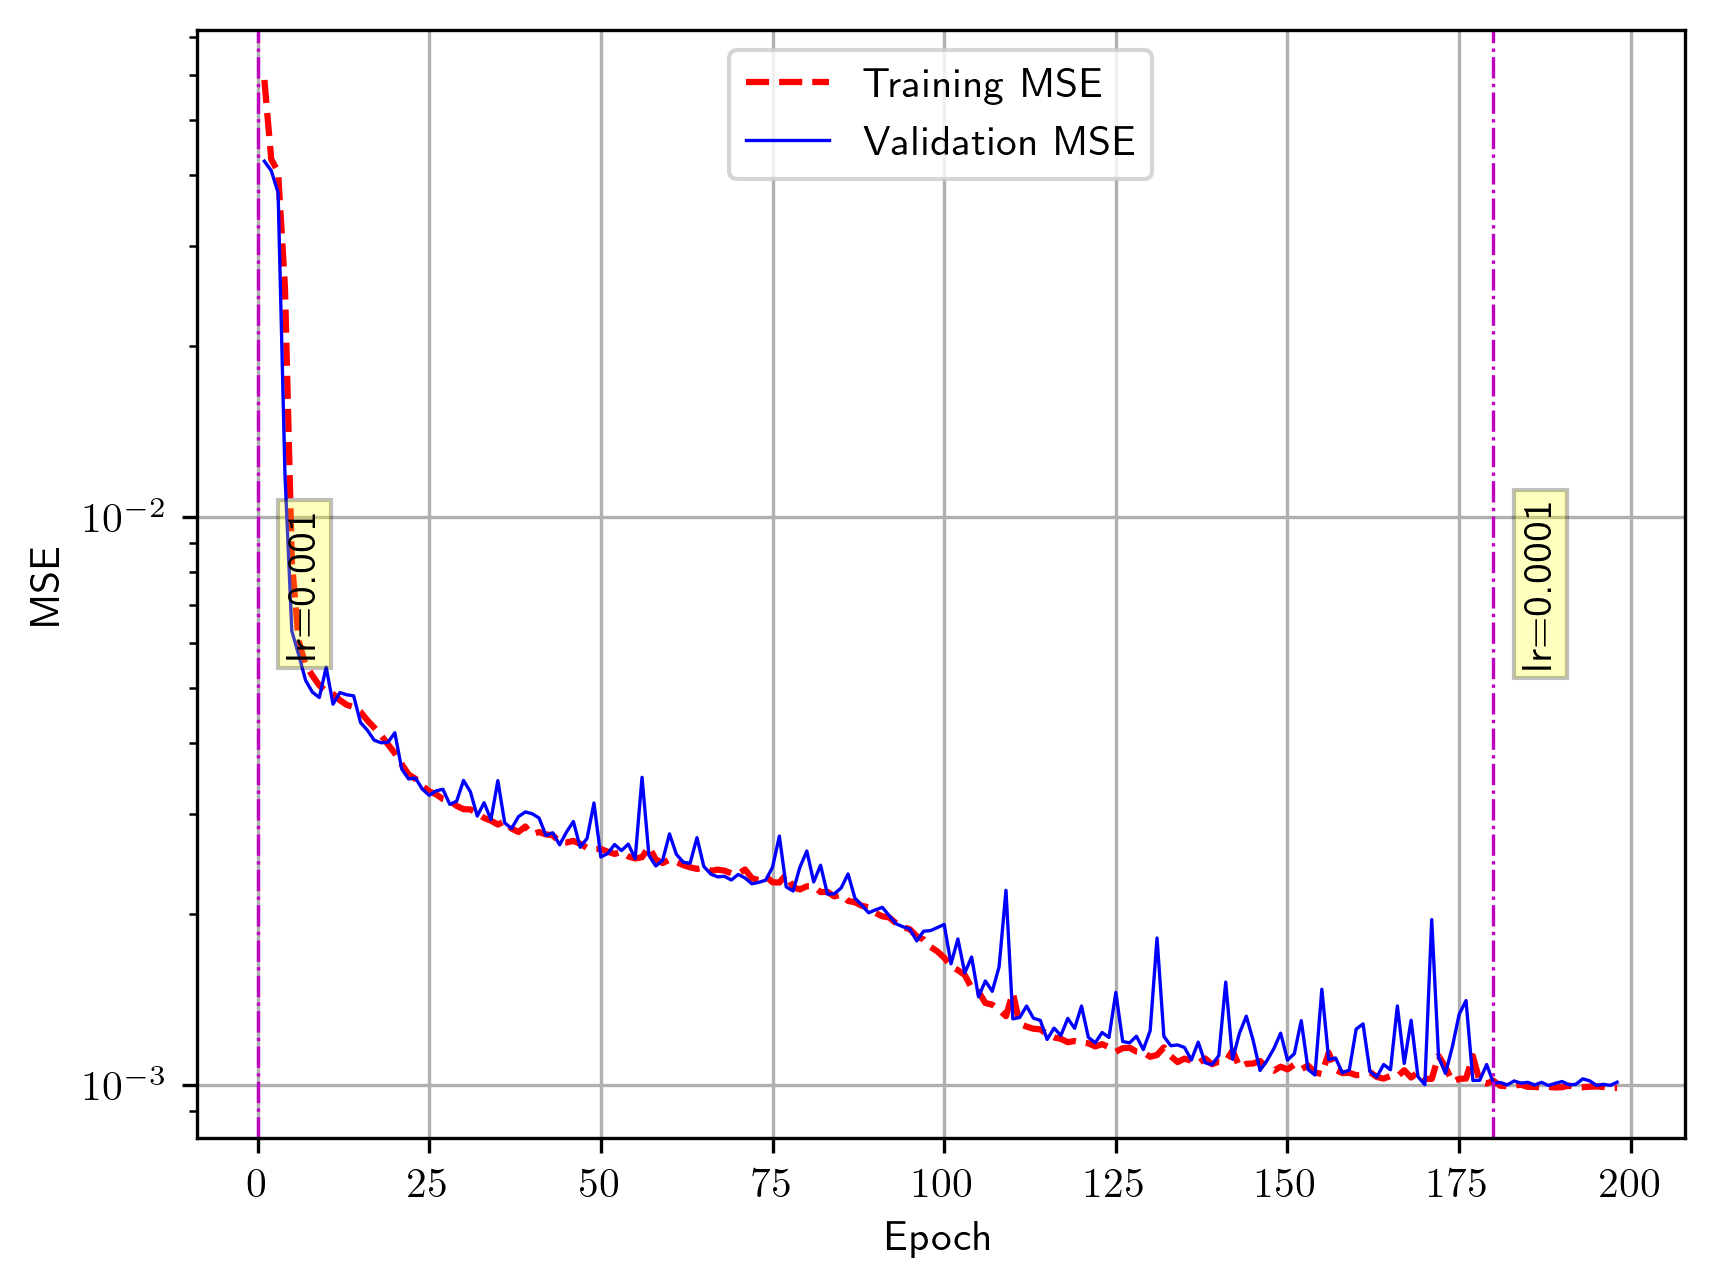 Training MSE
Validation MSE
MSE
10⁻²
10⁻³
lr=0.001
lr=0.0001
0 25 50 75 100 125 150 175 200
Epoch